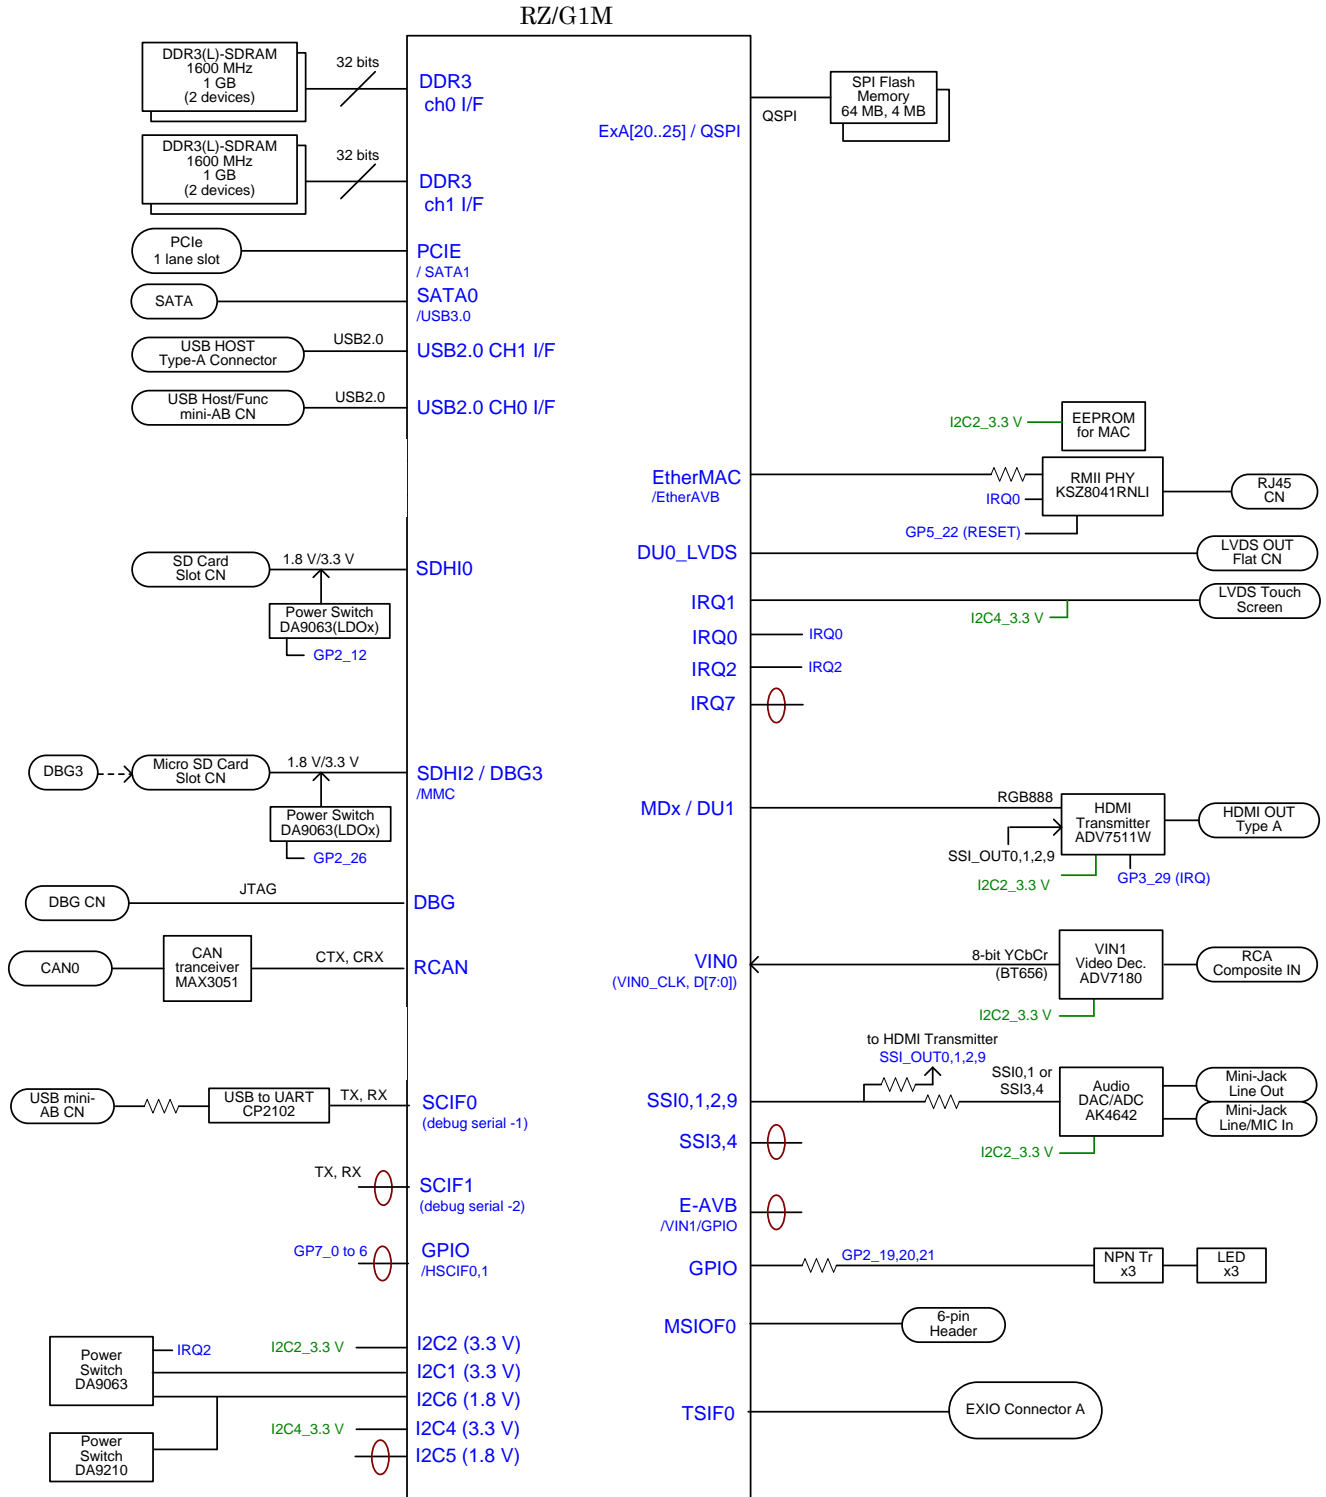 RZ/G1M
DDR3(L)-SDRAM
1600 MHz
1 GB
(2 devices)
32 bits
DDR3
ch0 I/F
DDR3(L)-SDRAM
1600 MHz
1 GB
(2 devices)
32 bits
DDR3
ch1 I/F
PCIe
1 lane slot
PCIE
/ SATA1
SATA
SATA0
/USB3.0
USB HOST
Type-A Connector
USB2.0
USB2.0 CH1 I/F
USB Host/Func
mini-AB CN
USB2.0
USB2.0 CH0 I/F
SD Card
Slot CN
1.8 V/3.3 V
SDHI0
Power Switch
DA9063(LDOx)
GP2_12
DBG3
Micro SD Card
Slot CN
1.8 V/3.3 V
SDHI2 / DBG3
/MMC
Power Switch
DA9063(LDOx)
GP2_26
DBG CN
JTAG
DBG
CAN0
CAN
tranceiver
MAX3051
CTX, CRX
RCAN
USB mini-
AB CN
USB to UART
CP2102
TX, RX
SCIF0
(debug serial -1)
TX, RX
SCIF1
(debug serial -2)
GP7_0 to 6
GPIO
/HSCIF0,1
Power
Switch
DA9063
IRQ2
I2C2_3.3 V
I2C2 (3.3 V)
I2C1 (3.3 V)
I2C6 (1.8 V)
I2C4_3.3 V
I2C4 (3.3 V)
I2C5 (1.8 V)
Power
Switch
DA9210
ExA[20..25] / QSPI
QSPI
SPI Flash
Memory
64 MB, 4 MB
I2C2_3.3 V
EEPROM
for MAC
EtherMAC
/EtherAVB
IRQ0
GP5_22 (RESET)
RMII PHY
KSZ8041RNLI
RJ45
CN
DU0_LVDS
LVDS OUT
Flat CN
IRQ1
I2C4_3.3 V
LVDS Touch
Screen
IRQ0
IRQ0
IRQ2
IRQ2
IRQ7
MDx / DU1
RGB888
HDMI
Transmitter
ADV7511W
HDMI OUT
Type A
SSI_OUT0,1,2,9
I2C2_3.3 V
GP3_29 (IRQ)
VIN0
(VIN0_CLK, D[7:0])
8-bit YCbCr
(BT656)
VIN1
Video Dec.
ADV7180
RCA
Composite IN
I2C2_3.3 V
to HDMI Transmitter
SSI_OUT0,1,2,9
SSI0,1,2,9
SSI0,1 or
SSI3,4
Audio
DAC/ADC
AK4642
Mini-Jack
Line Out
Mini-Jack
Line/MIC In
I2C2_3.3 V
SSI3,4
E-AVB
/VIN1/GPIO
GPIO
GP2_19,20,21
NPN Tr
x3
LED
x3
MSIOF0
6-pin
Header
TSIF0
EXIO Connector A